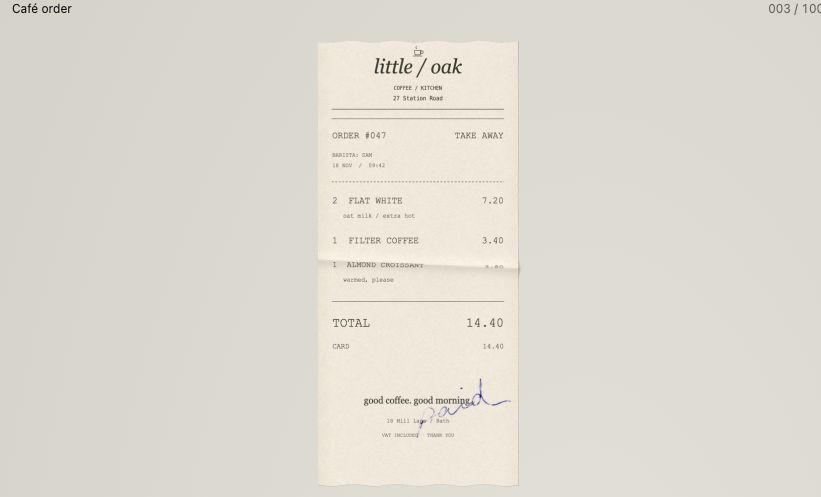 Café order
003 / 100
little / oak
COFFEE / KITCHEN
27 Station Road
ORDER #047 TAKE AWAY
BARISTA: SAM
18 NOV / 09:42
2 FLAT WHITE 7.20
oat milk / extra hot
1 FILTER COFFEE 3.40
1 ALMOND CROISSANT
warmed, please
TOTAL 14.40
CARD 14.40
good coffee. good morning.
paid
18 Mill Lane / Bath
VAT INCLUDED THANK YOU